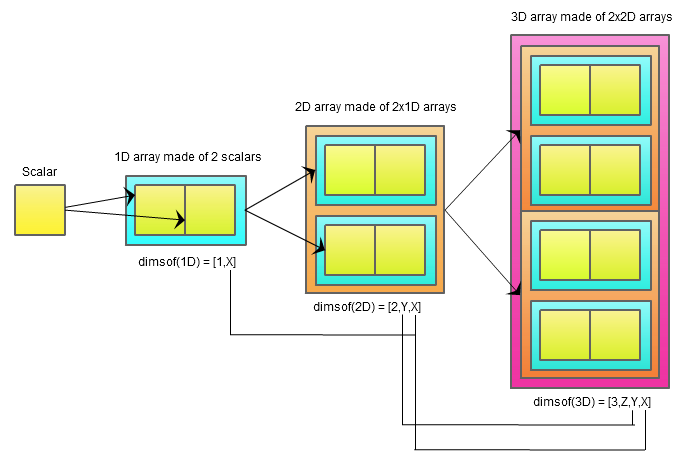 3D array made of 2x2D arrays
2D array made of 2x1D arrays
1D array made of 2 scalars
Scalar
dimsof(1D) = [1,X]
dimsof(2D) = [2,Y,X]
dimsof(3D) = [3,Z,Y,X]